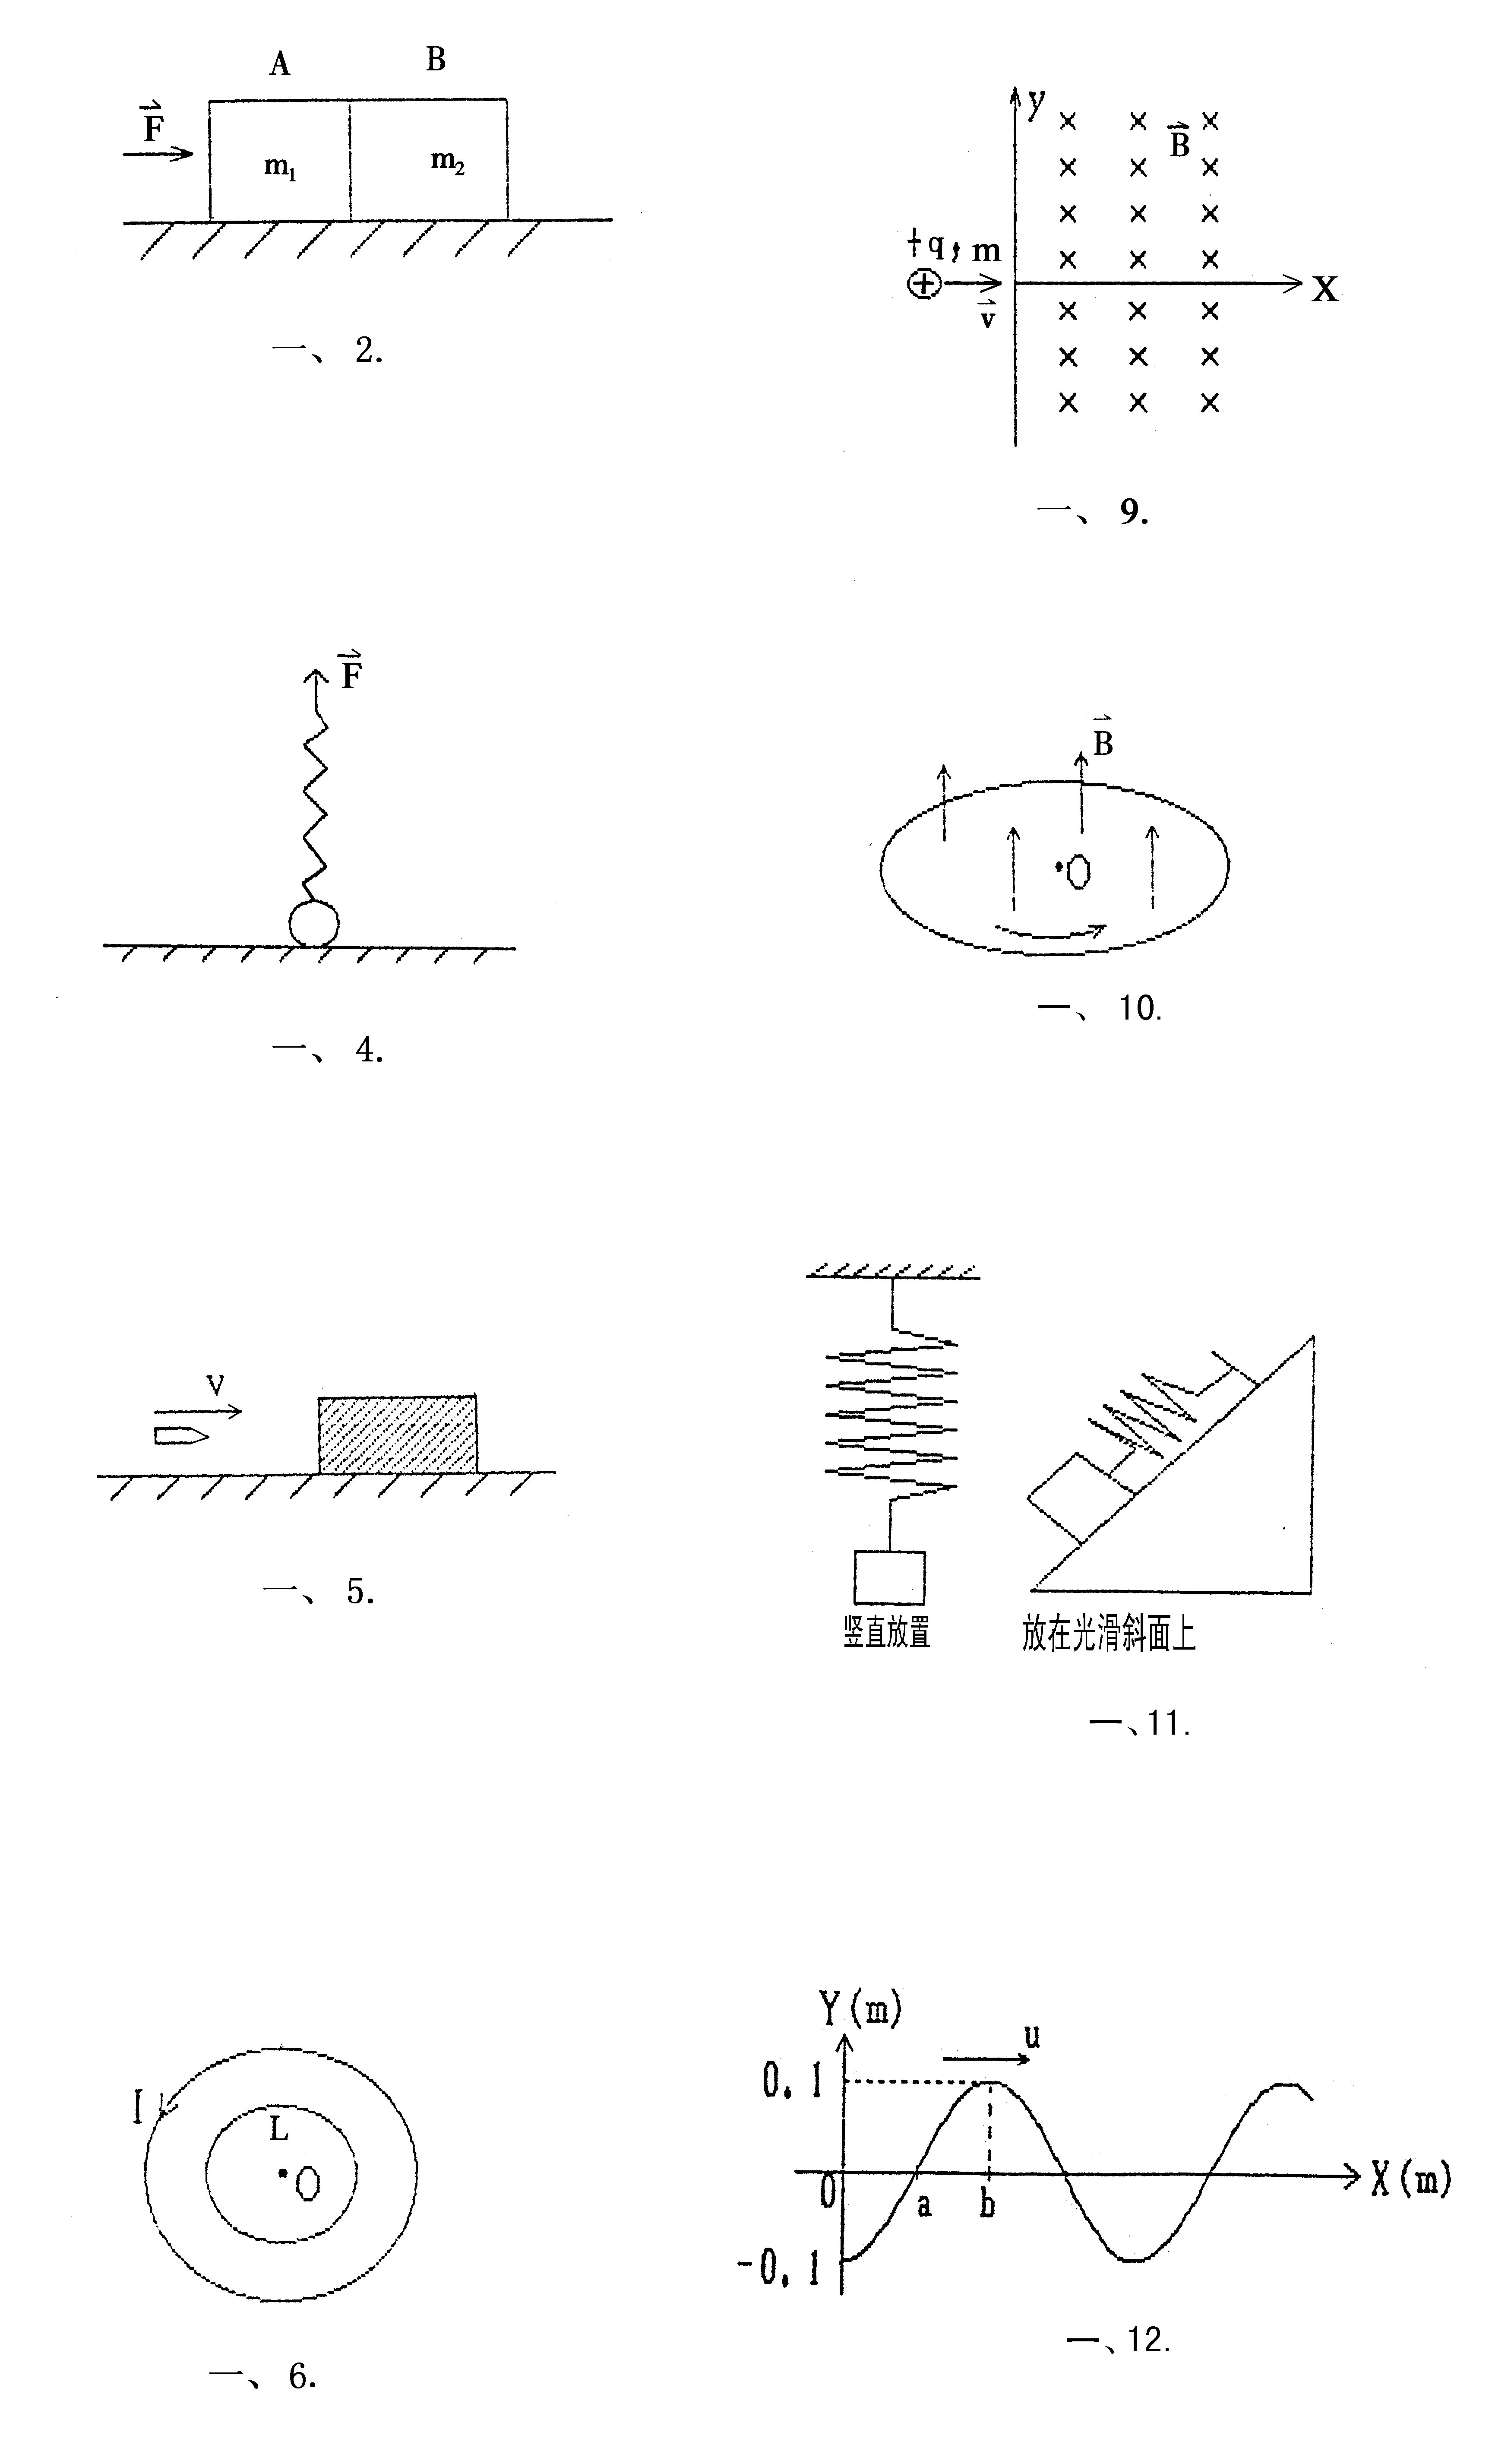 A B
F
m₁ m₂
一、2.
F
一、4.
V
一、5.
I
L
O
一、6.
y
B
+q, m
+
v
X
一、9.
B
O
一、10.
竖直放置 放在光滑斜面上
一、11.
Y(m)
u
0.1
0 a b X(m)
-0.1
一、12.